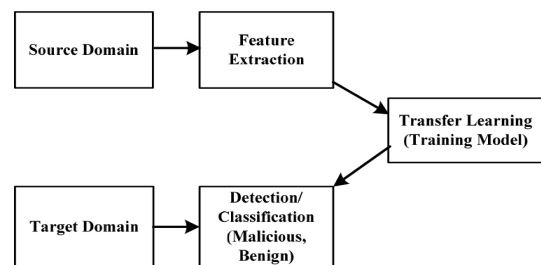 Source Domain
Feature
Extraction
Transfer Learning
(Training Model)
Target Domain
Detection/
Classification
(Malicious,
Benign)